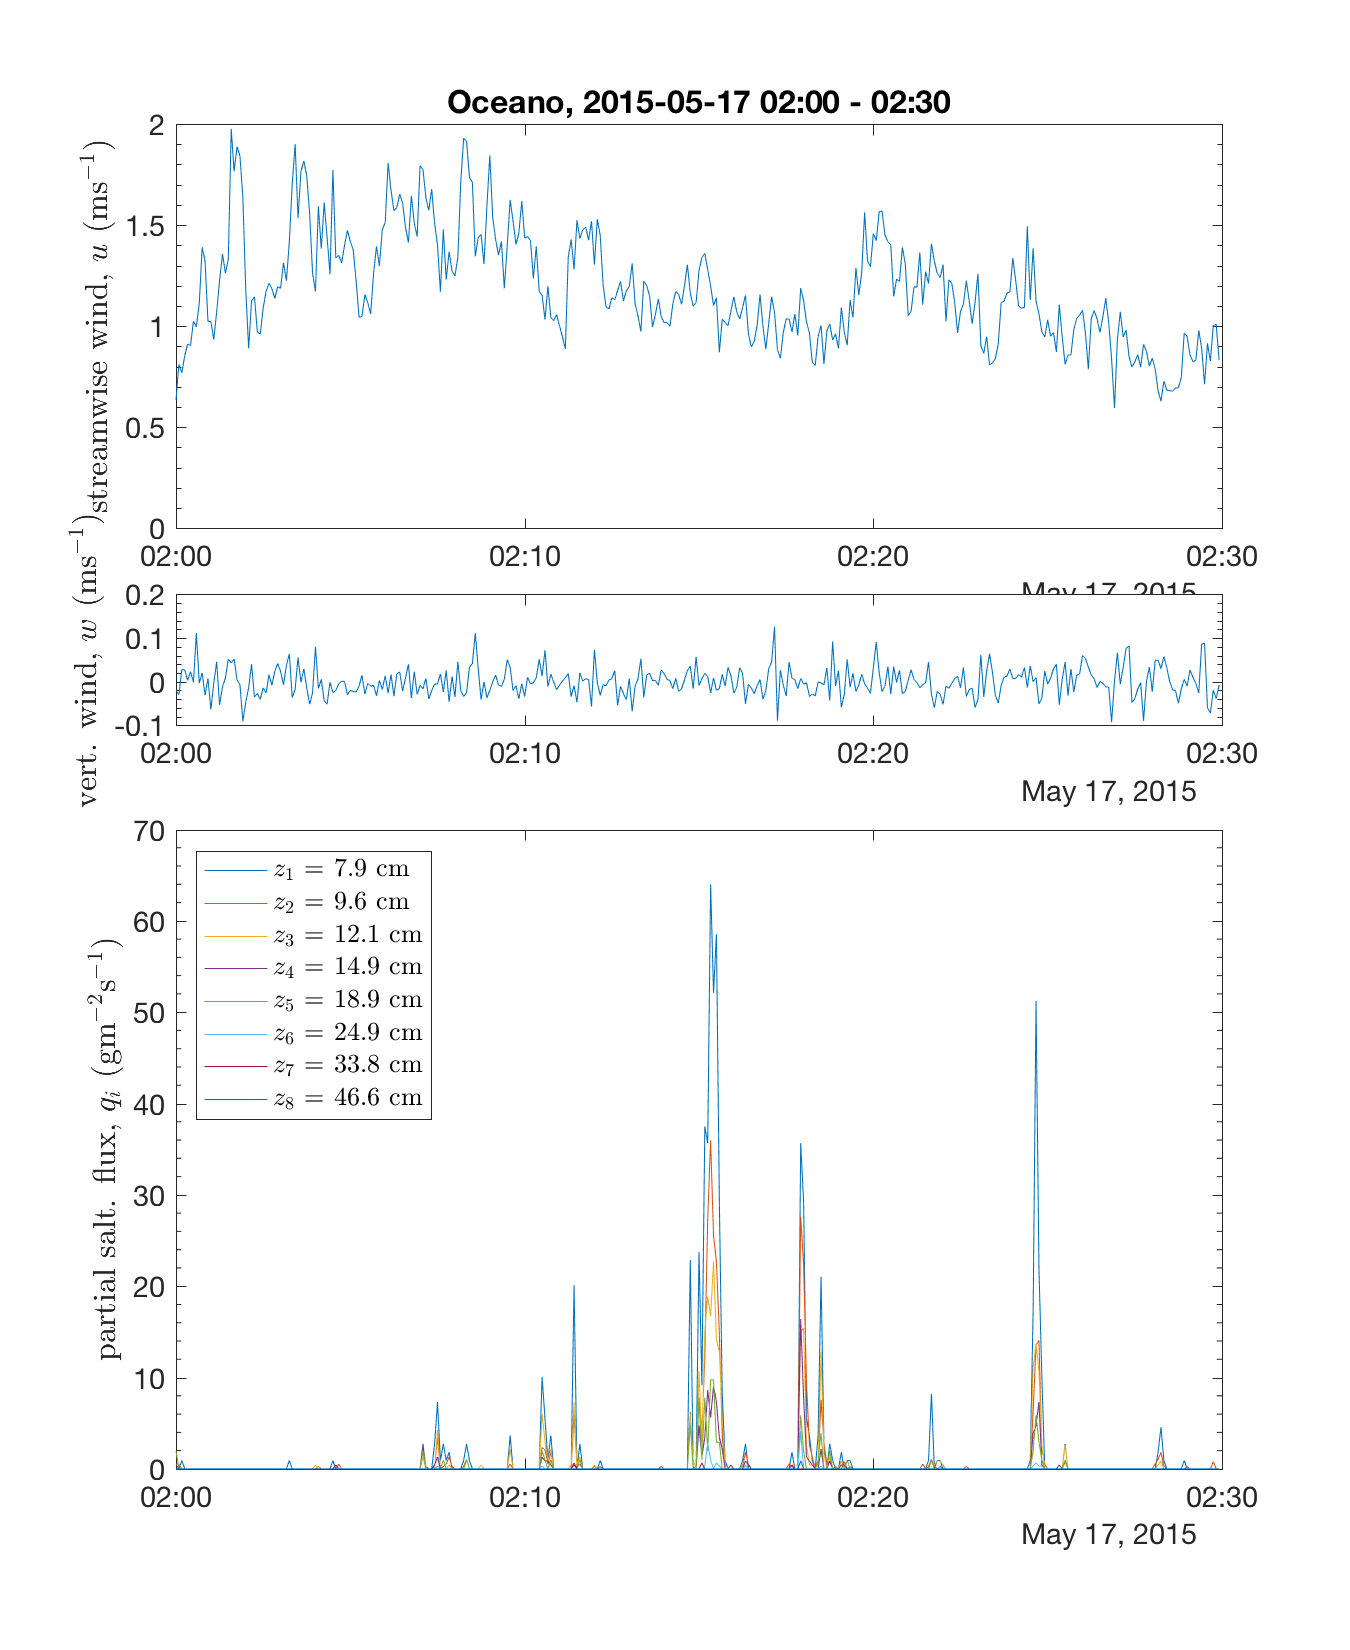 Oceano, 2015-05-17 02:00 - 02:30
streamwise wind, u (ms⁻¹)
2
1.5
1
0.5
0
02:00 02:10 02:20 02:30
May 17, 2015
vert. wind, w (ms⁻¹)
0.2
0.1
0
-0.1
02:00 02:10 02:20 02:30
May 17, 2015
partial salt. flux, qᵢ (gm⁻²s⁻¹)
70
60
50
40
30
20
10
0
z₁ = 7.9 cm
z₂ = 9.6 cm
z₃ = 12.1 cm
z₄ = 14.9 cm
z₅ = 18.9 cm
z₆ = 24.9 cm
z₇ = 33.8 cm
z₈ = 46.6 cm
02:00 02:10 02:20 02:30
May 17, 2015